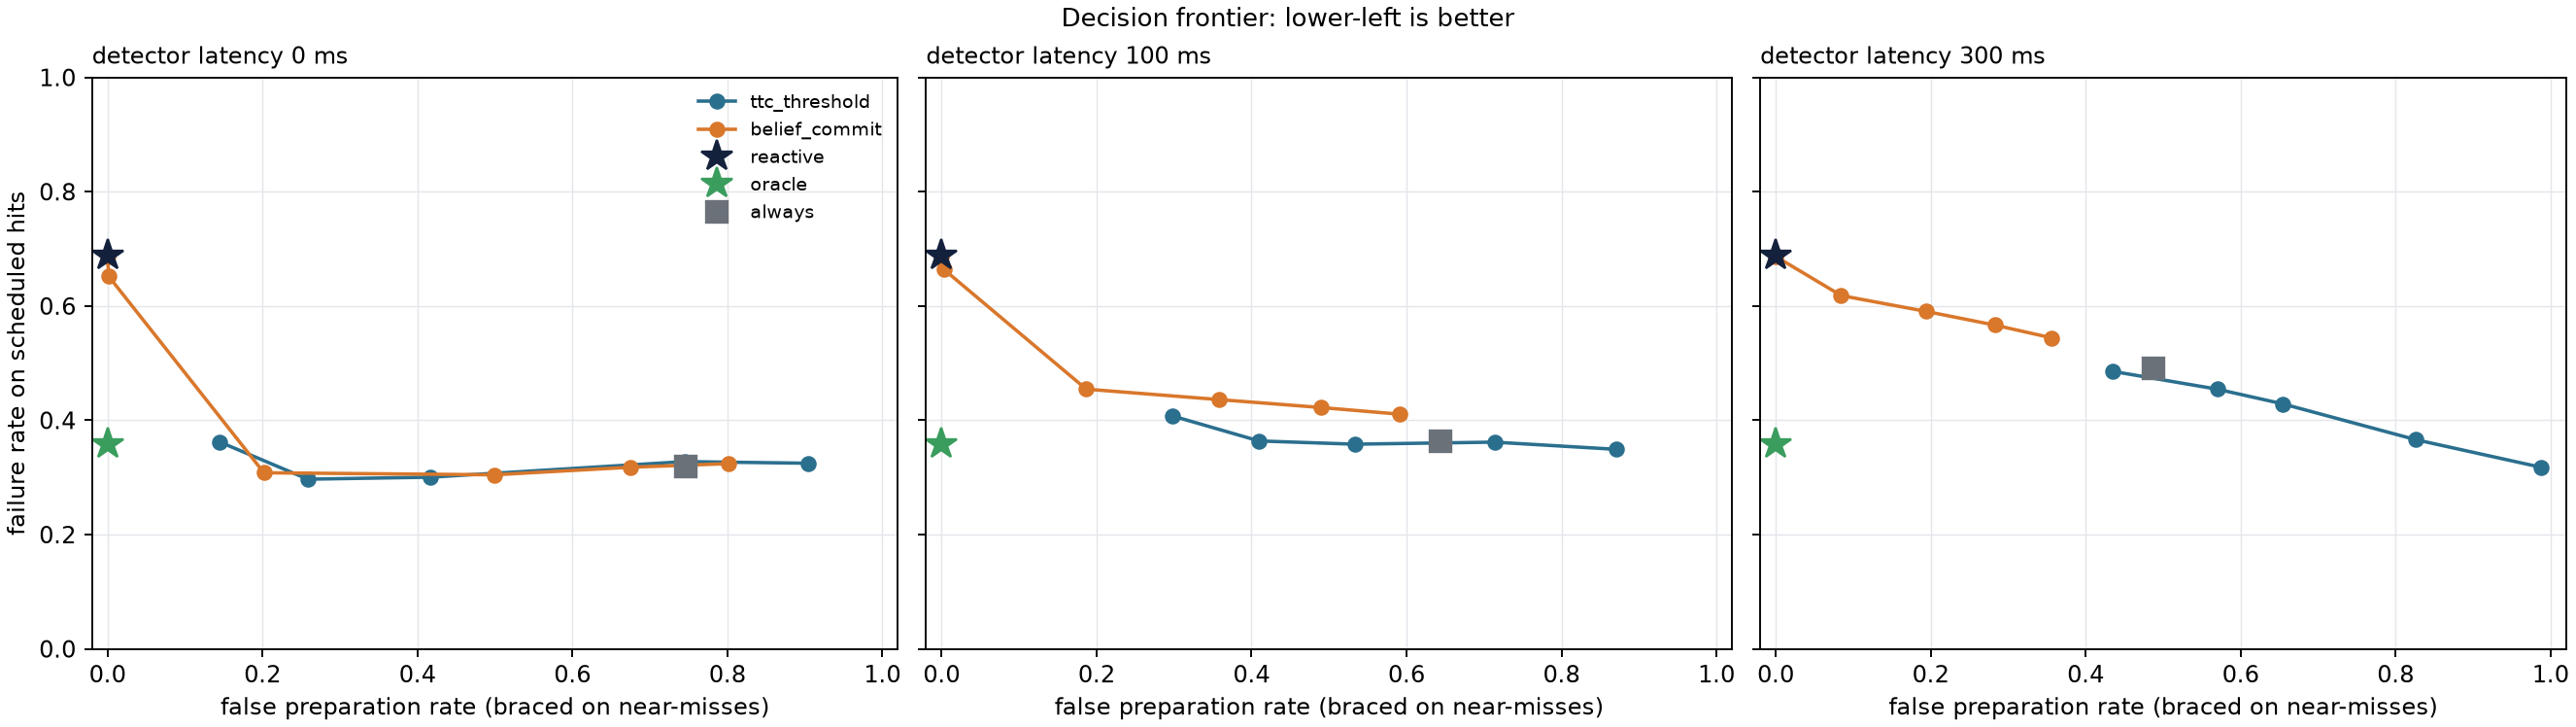 Decision frontier: lower-left is better
detector latency 0 ms
detector latency 100 ms
detector latency 300 ms
failure rate on scheduled hits
1.0
0.8
0.6
0.4
0.2
0.0
ttc_threshold
belief_commit
reactive
oracle
always
0.0 0.2 0.4 0.6 0.8 1.0
0.0 0.2 0.4 0.6 0.8 1.0
0.0 0.2 0.4 0.6 0.8 1.0
false preparation rate (braced on near-misses)
false preparation rate (braced on near-misses)
false preparation rate (braced on near-misses)